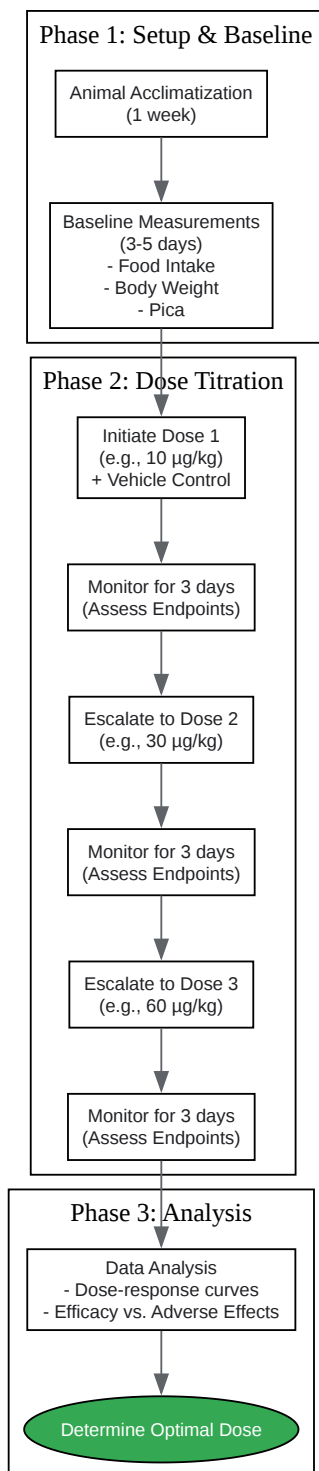 Phase 1: Setup & Baseline
Animal Acclimatization
(1 week)
Baseline Measurements
(3-5 days)
- Food Intake
- Body Weight
- Pica
Phase 2: Dose Titration
Initiate Dose 1
(e.g., 10 µg/kg)
+ Vehicle Control
Monitor for 3 days
(Assess Endpoints)
Escalate to Dose 2
(e.g., 30 µg/kg)
Monitor for 3 days
(Assess Endpoints)
Escalate to Dose 3
(e.g., 60 µg/kg)
Monitor for 3 days
(Assess Endpoints)
Phase 3: Analysis
Data Analysis
- Dose-response curves
- Efficacy vs. Adverse Effects
Determine Optimal Dose